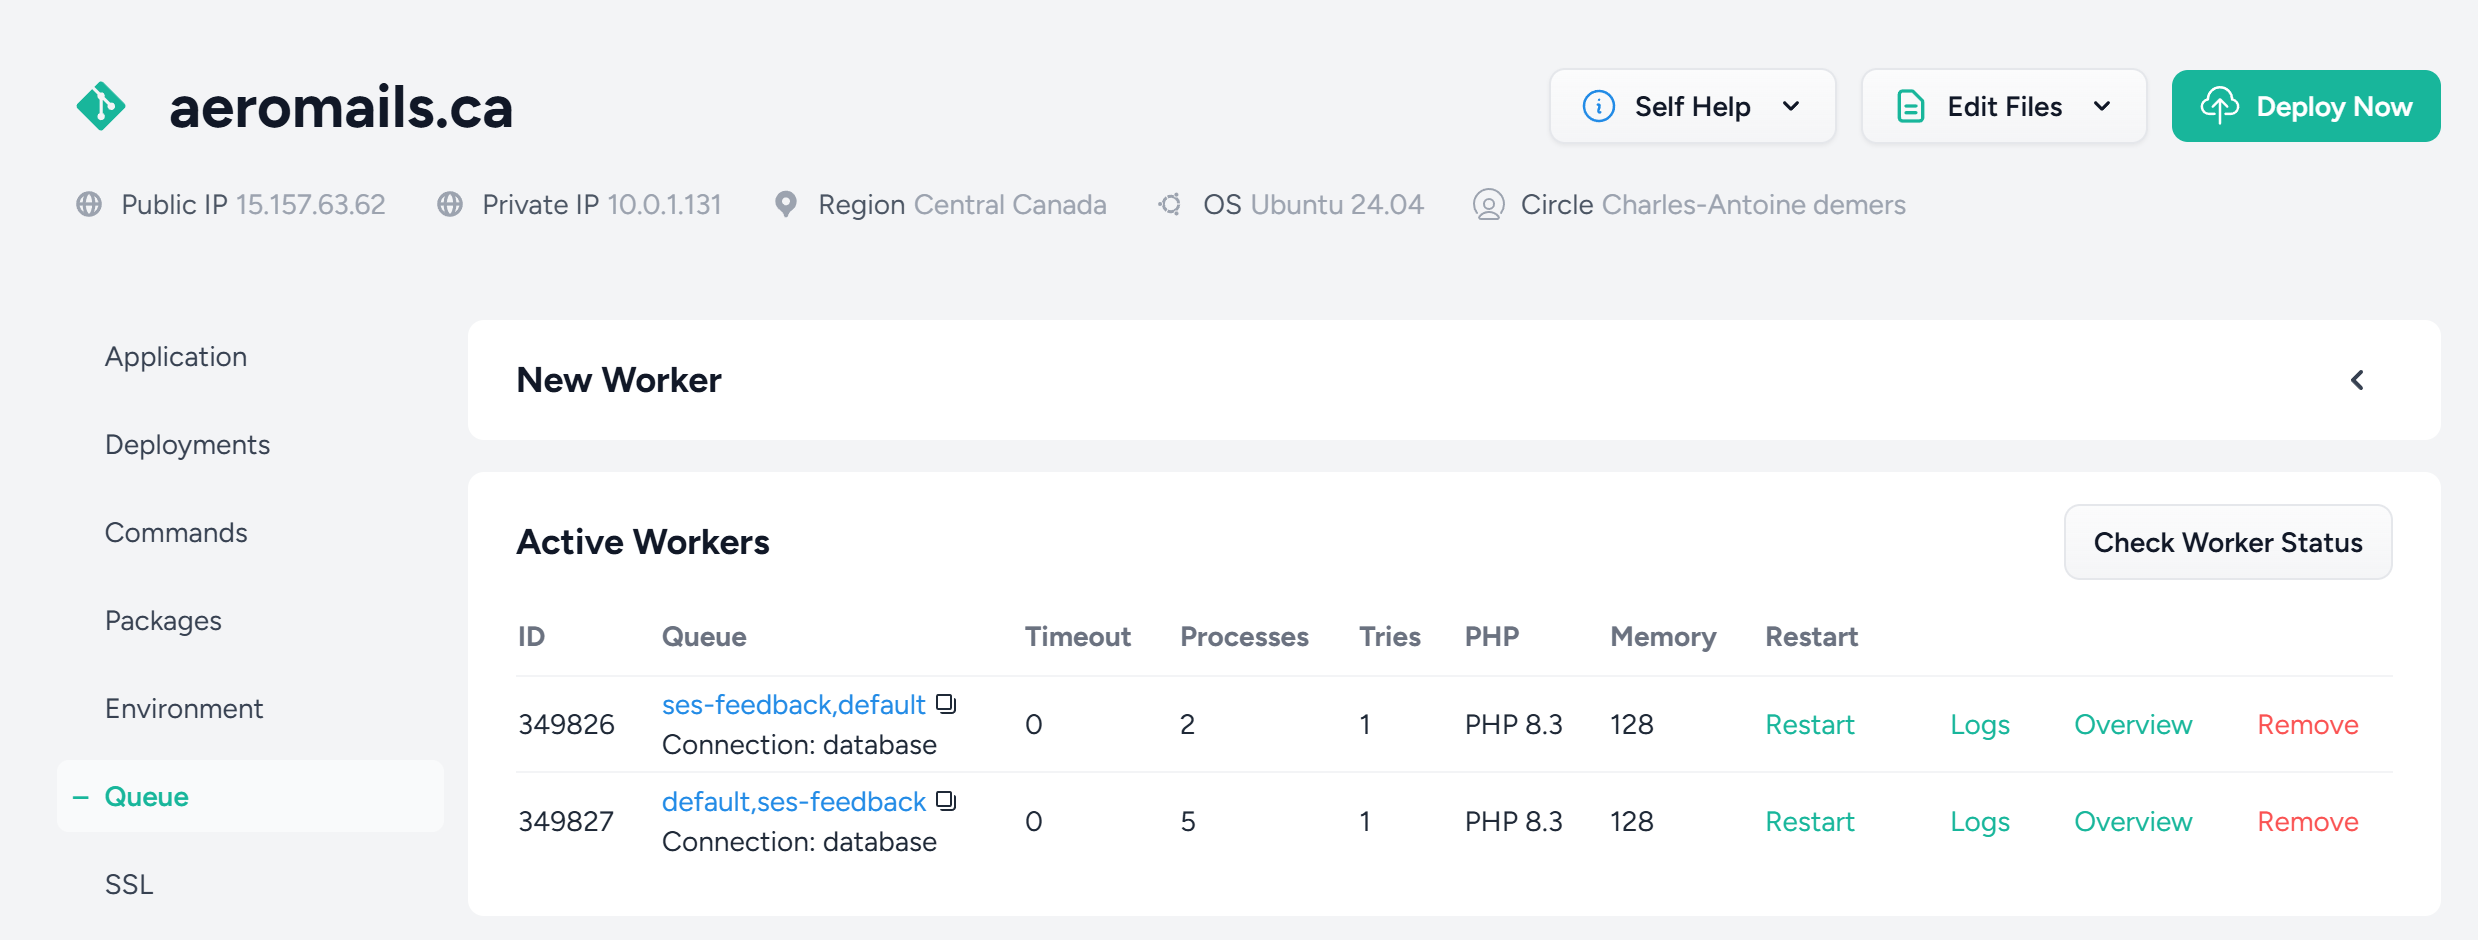 aeromails.ca
Self Help
Edit Files
Deploy Now
Public IP 15.157.63.62
Private IP 10.0.1.131
Region Central Canada
OS Ubuntu 24.04
Circle Charles-Antoine demers
Application
Deployments
Commands
Packages
Environment
Queue
SSL
New Worker
Active Workers
Check Worker Status
ID Queue Timeout Processes Tries PHP Memory Restart
349826 ses-feedback,default 0 2 1 PHP 8.3 128 Restart Logs Overview Remove
Connection: database
349827 default,ses-feedback 0 5 1 PHP 8.3 128 Restart Logs Overview Remove
Connection: database